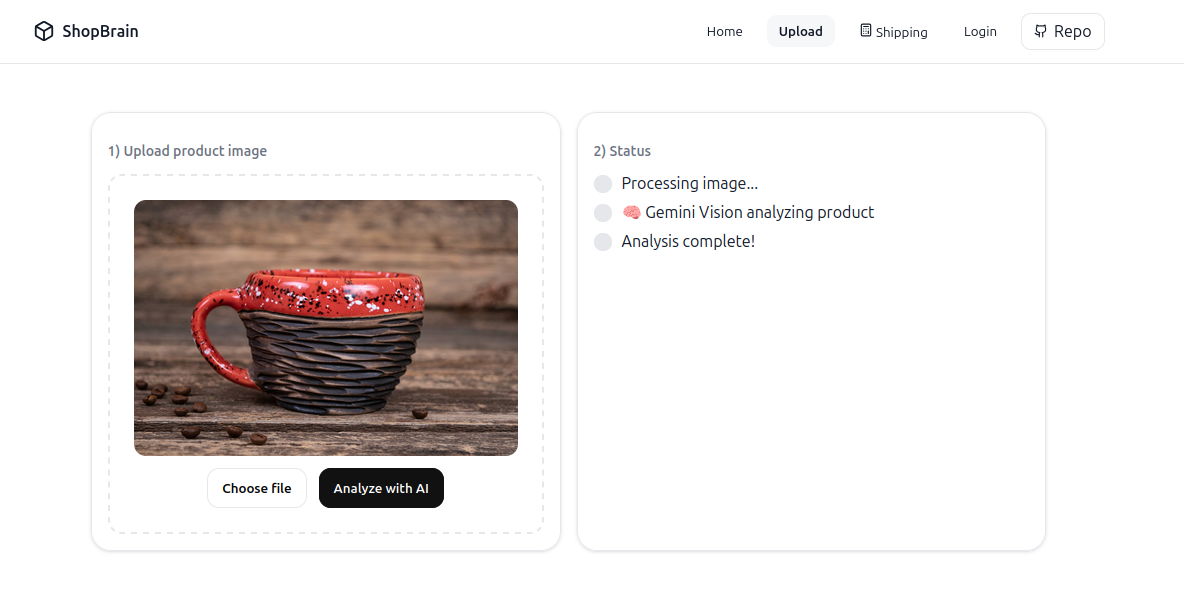 ShopBrain
Home Upload Shipping Login Repo
1) Upload product image
Choose file Analyze with AI
2) Status
Processing image...
🧠 Gemini Vision analyzing product
Analysis complete!